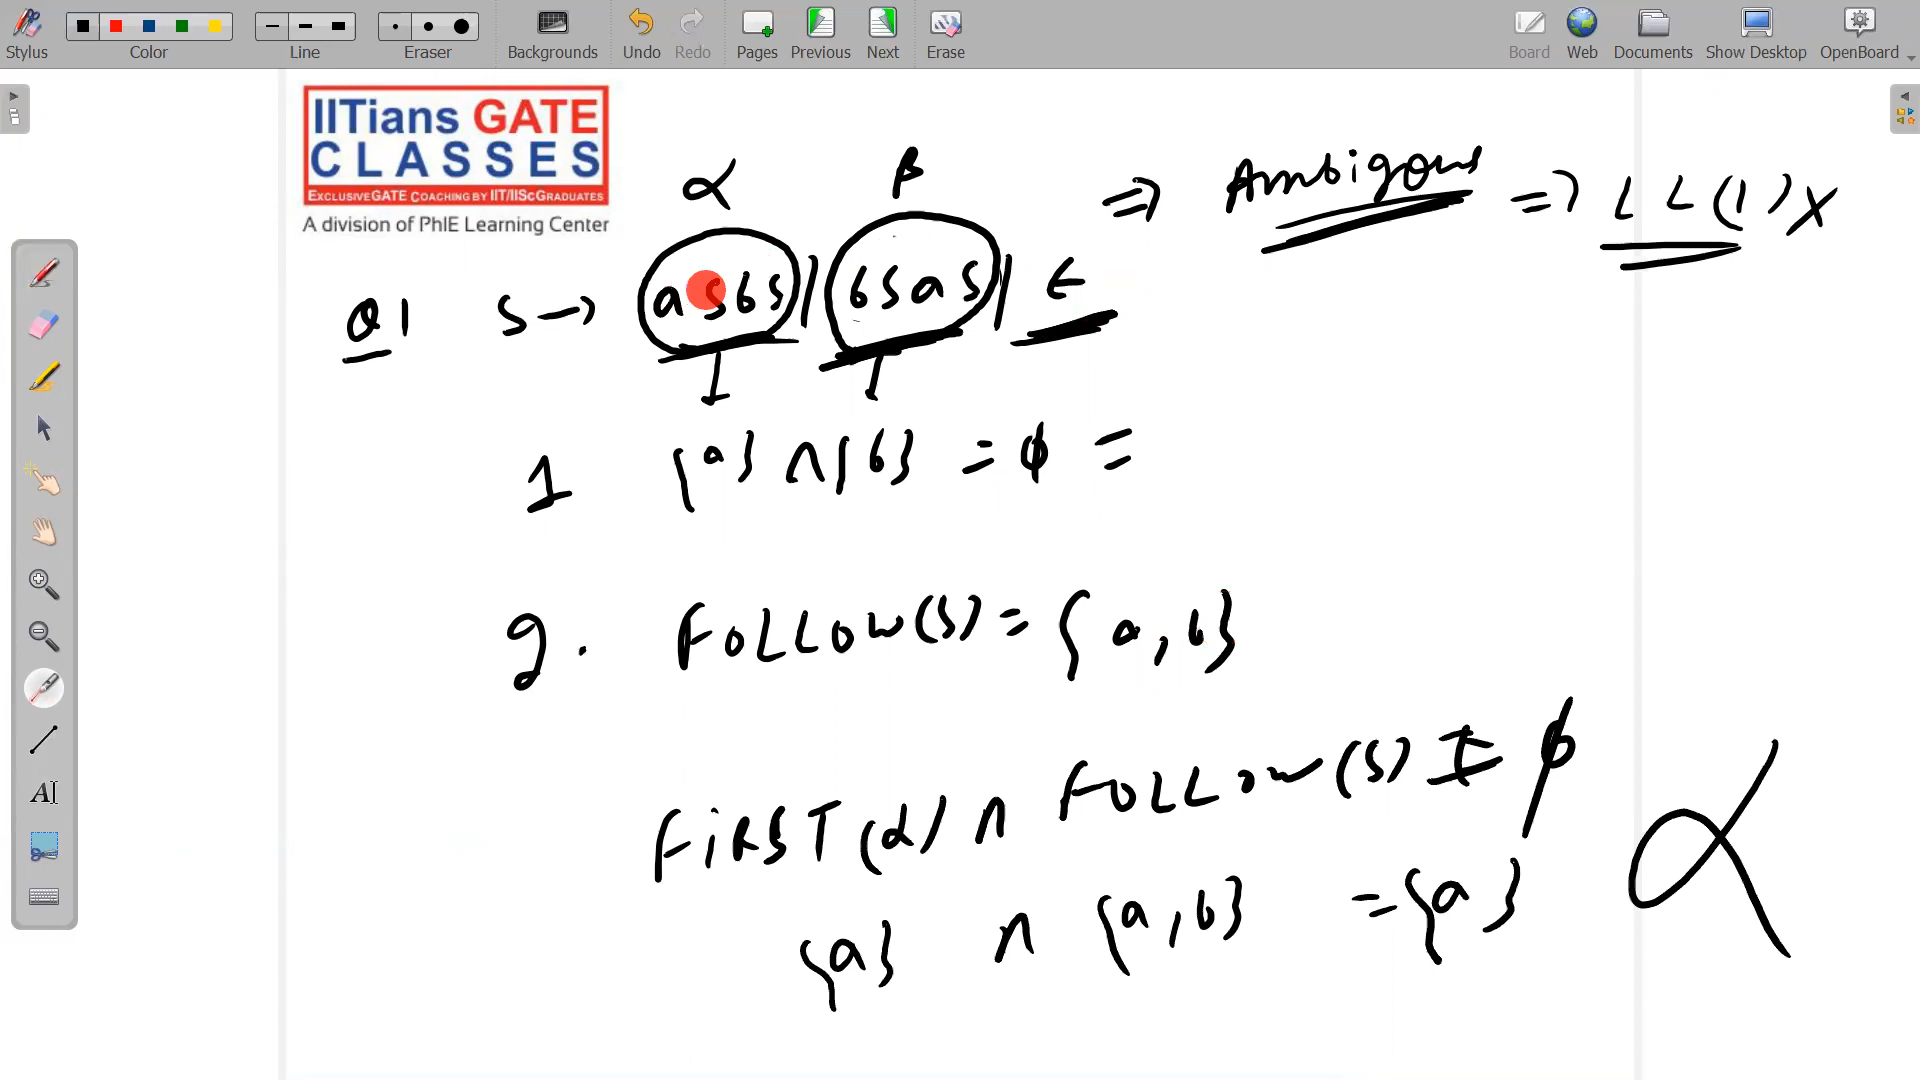 Stylus Color Line Eraser Backgrounds Undo Redo Pages Previous Next Erase Board Web Documents Show Desktop OpenBoard
IITians GATE
CLASSES
EXCLUSIVE GATE COACHING BY IIT/IISc GRADUATES
A division of PhIE Learning Center
α β ⇒ Ambigous ⇒ LL(1) X
Q1 S → aSbS | bSaS | ε
1 {a} ∩ {b} = ϕ =
2. FOLLOW(S) = {a, b}
FiRST(α) ∩ FOLLOW(S) ≠ ϕ
{a} ∩ {a, b} = {a}